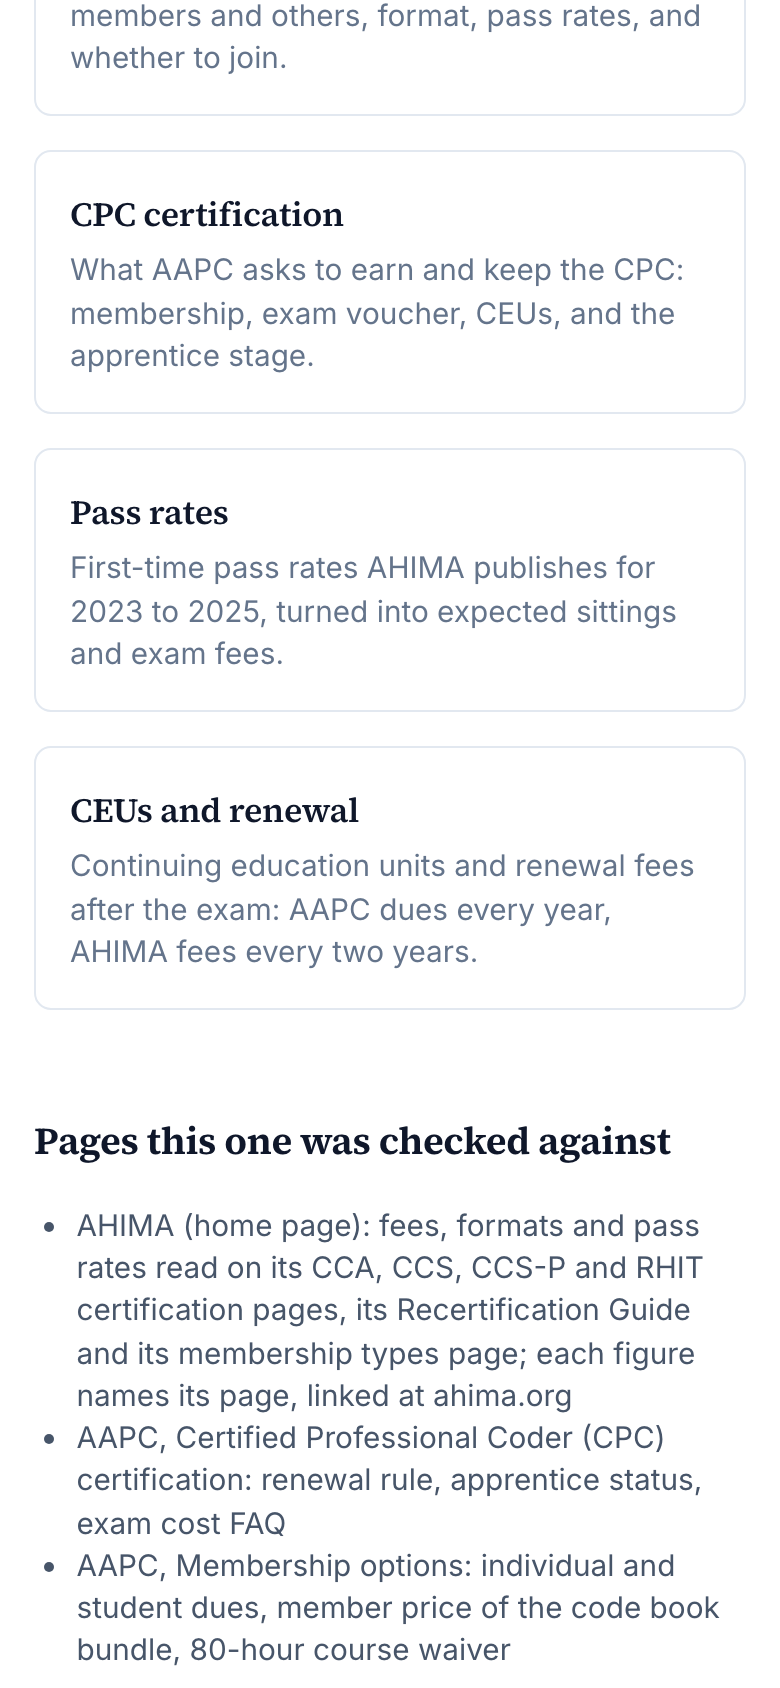 members and others, format, pass rates, and
whether to join.
CPC certification
What AAPC asks to earn and keep the CPC:
membership, exam voucher, CEUs, and the
apprentice stage.
Pass rates
First-time pass rates AHIMA publishes for
2023 to 2025, turned into expected sittings
and exam fees.
CEUs and renewal
Continuing education units and renewal fees
after the exam: AAPC dues every year,
AHIMA fees every two years.
Pages this one was checked against
• AHIMA (home page): fees, formats and pass
rates read on its CCA, CCS, CCS-P and RHIT
certification pages, its Recertification Guide
and its membership types page; each figure
names its page, linked at ahima.org
• AAPC, Certified Professional Coder (CPC)
certification: renewal rule, apprentice status,
exam cost FAQ
• AAPC, Membership options: individual and
student dues, member price of the code book
bundle, 80-hour course waiver